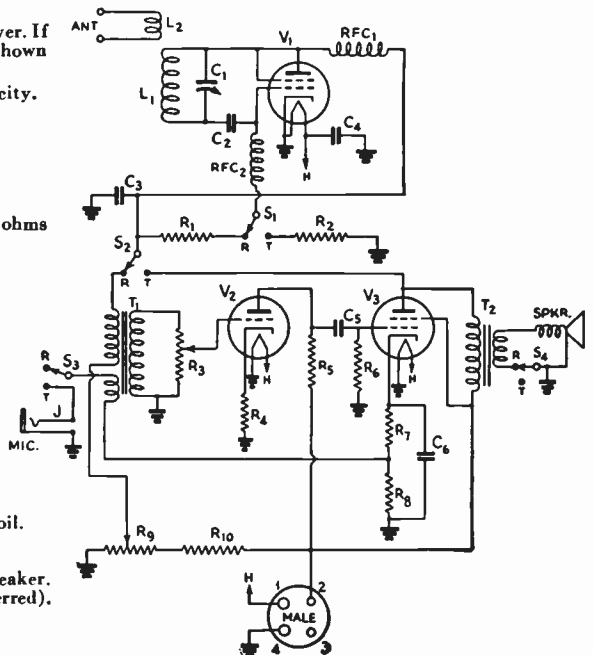 yer. If
hown
city.
ohms
oil.
eaker.
erred).
ANT
L2
V1
RFC1
L1
C1
C2
C4
RFC2
H
C3
S1
R1
R2
R
T
S2
R
T
V2
V3
T2
SPKR.
T1
C5
R
S3
T
R3
H
R5
R6
H
R
S4
T
J
R4
R7
C6
MIC.
R8
R9
R10
H
1
2
MALE
4
3